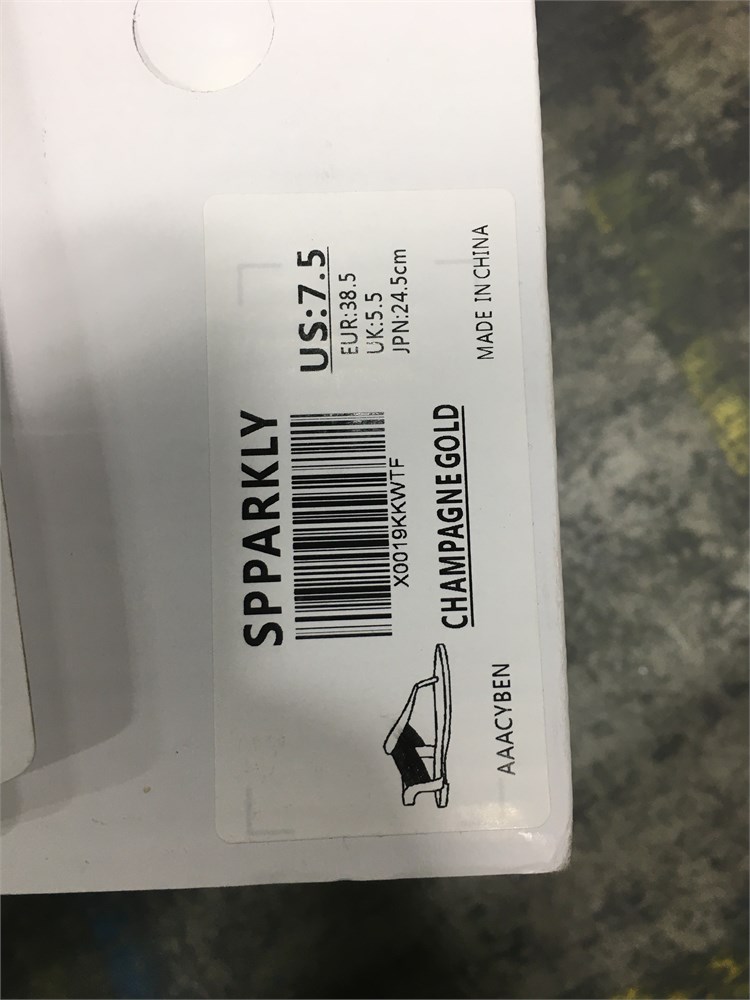 SPPARKLY
US:7.5
EUR:38.5
UK:5.5
JPN:24.5cm
X0019KKWTF
CHAMPAGNE GOLD
AAACYBEN
MADE IN CHINA